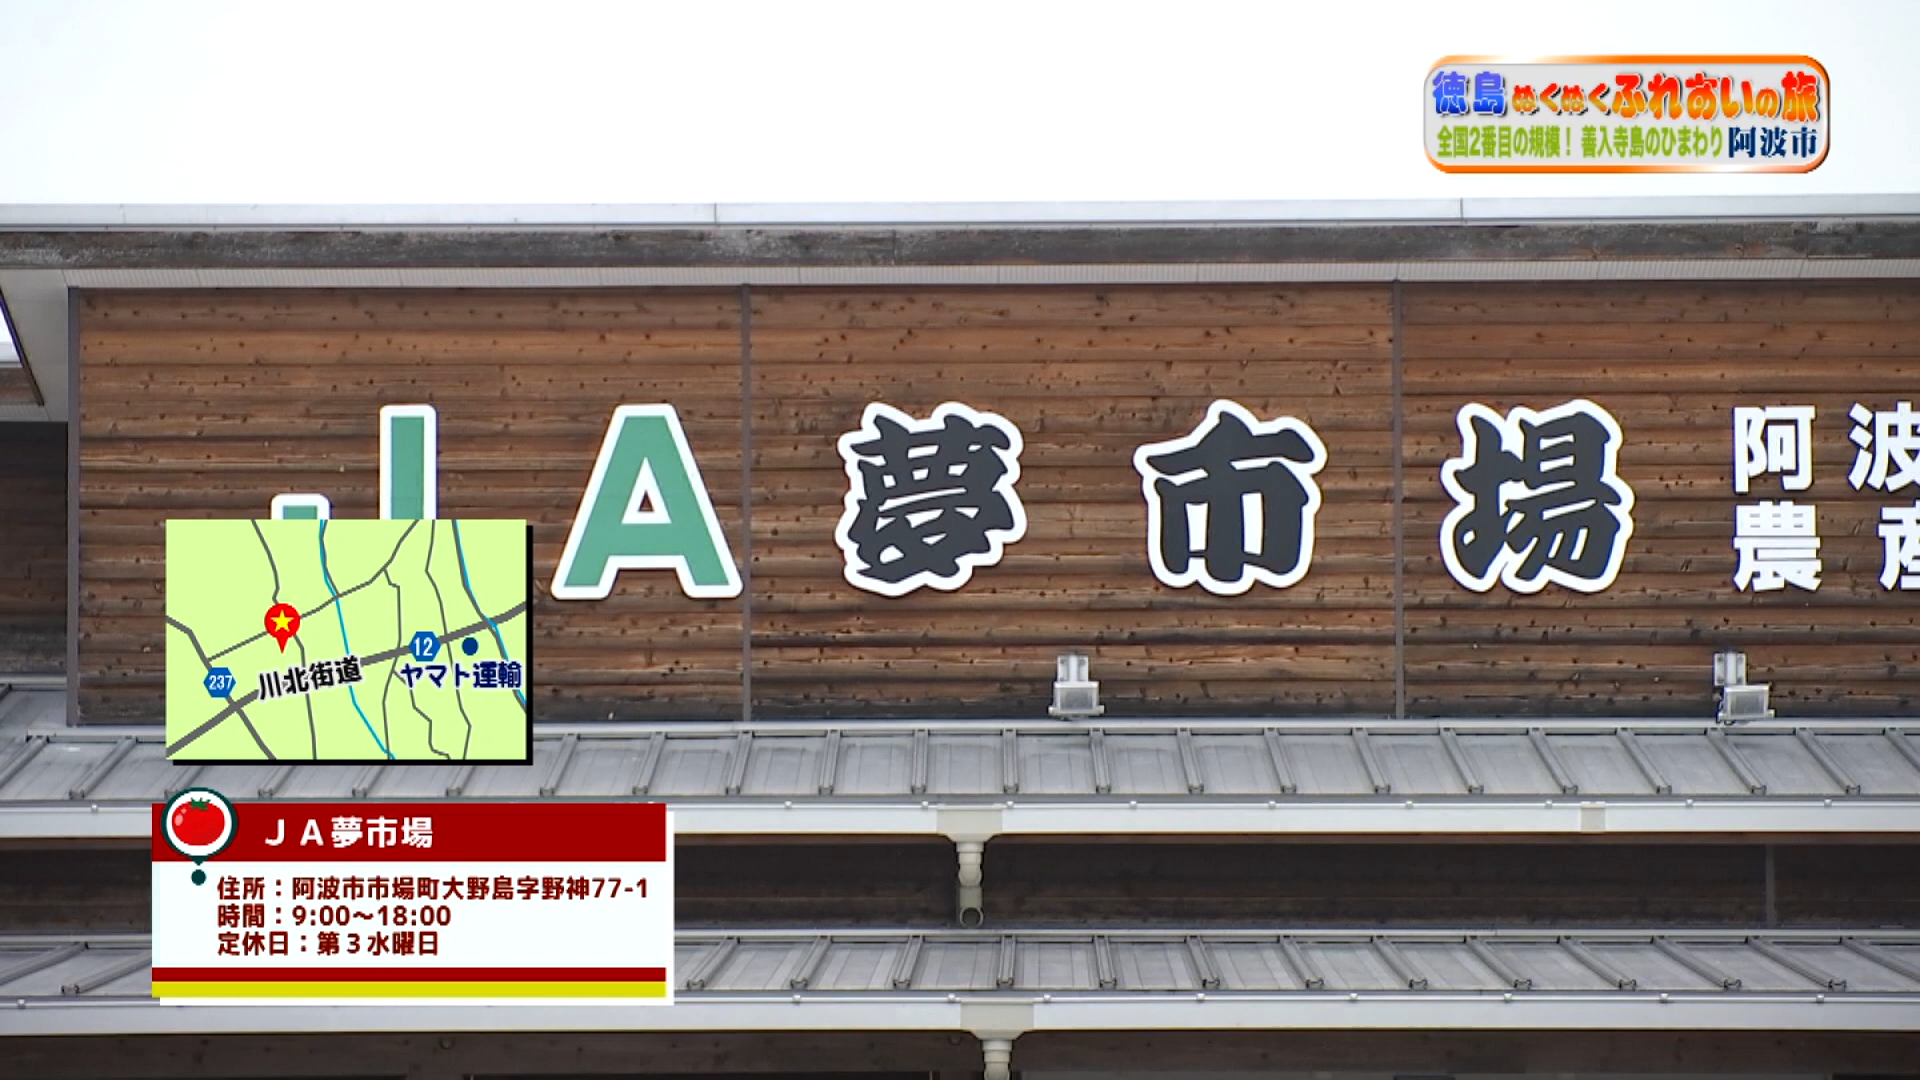 徳島ぬくぬくふれあいの旅
全国2番目の規模！善入寺島のひまわり 阿波市
JA夢市場
阿波
農産
12
ヤマト運輸
川北街道
237
ＪＡ夢市場
住所：阿波市市場町大野島字野神77-1
時間：9:00～18:00
定休日：第３水曜日